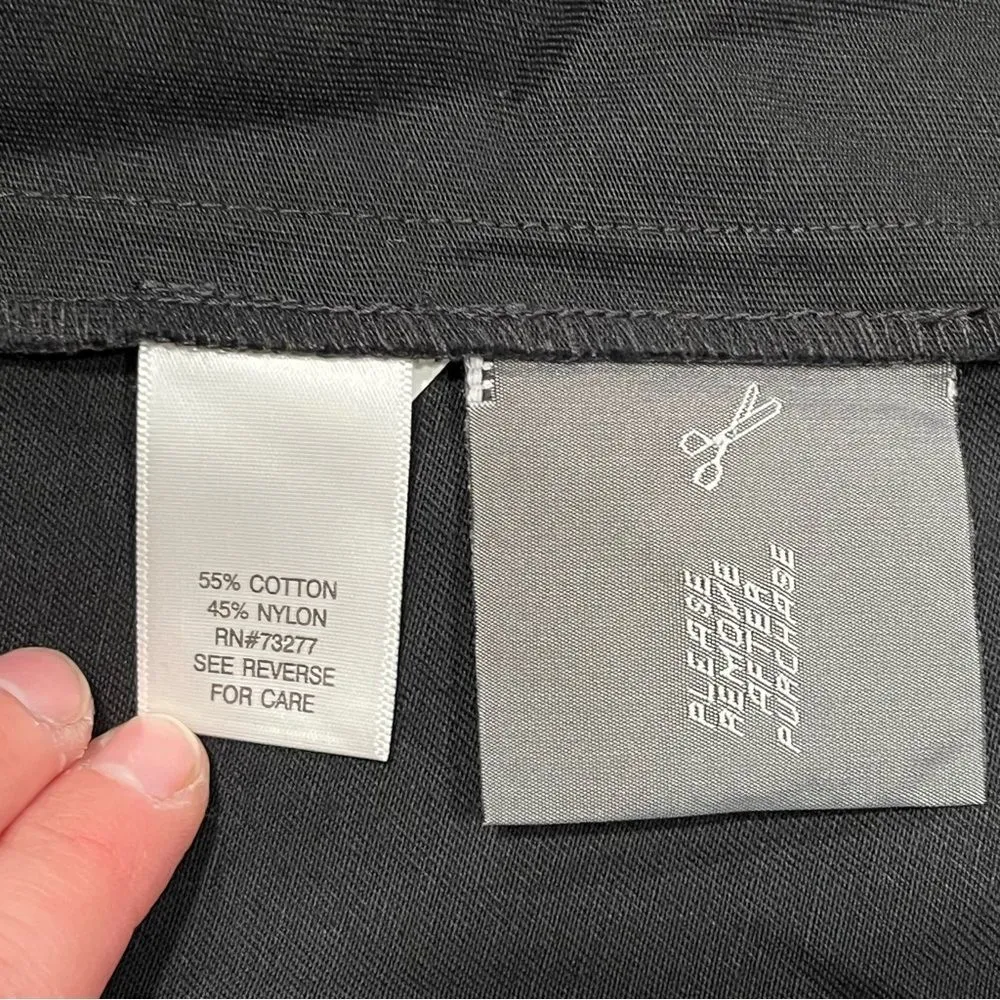 55% COTTON
45% NYLON
RN#73277
SEE REVERSE
FOR CARE
PLEASE
REMOVE
AFTER
PURCHASE